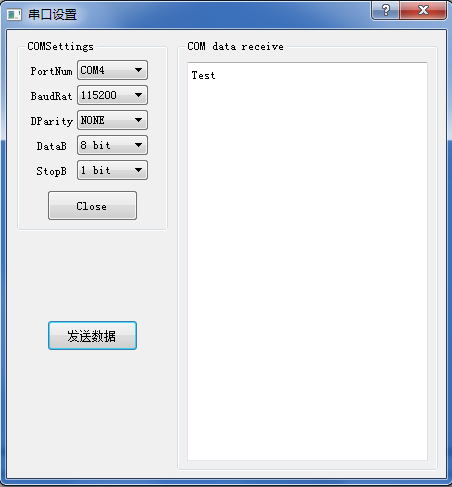 串口设置
COMSettings
PortNum COM4
BaudRat 115200
DParity NONE
DataB 8 bit
StopB 1 bit
Close
发送数据
COM data receive
Test